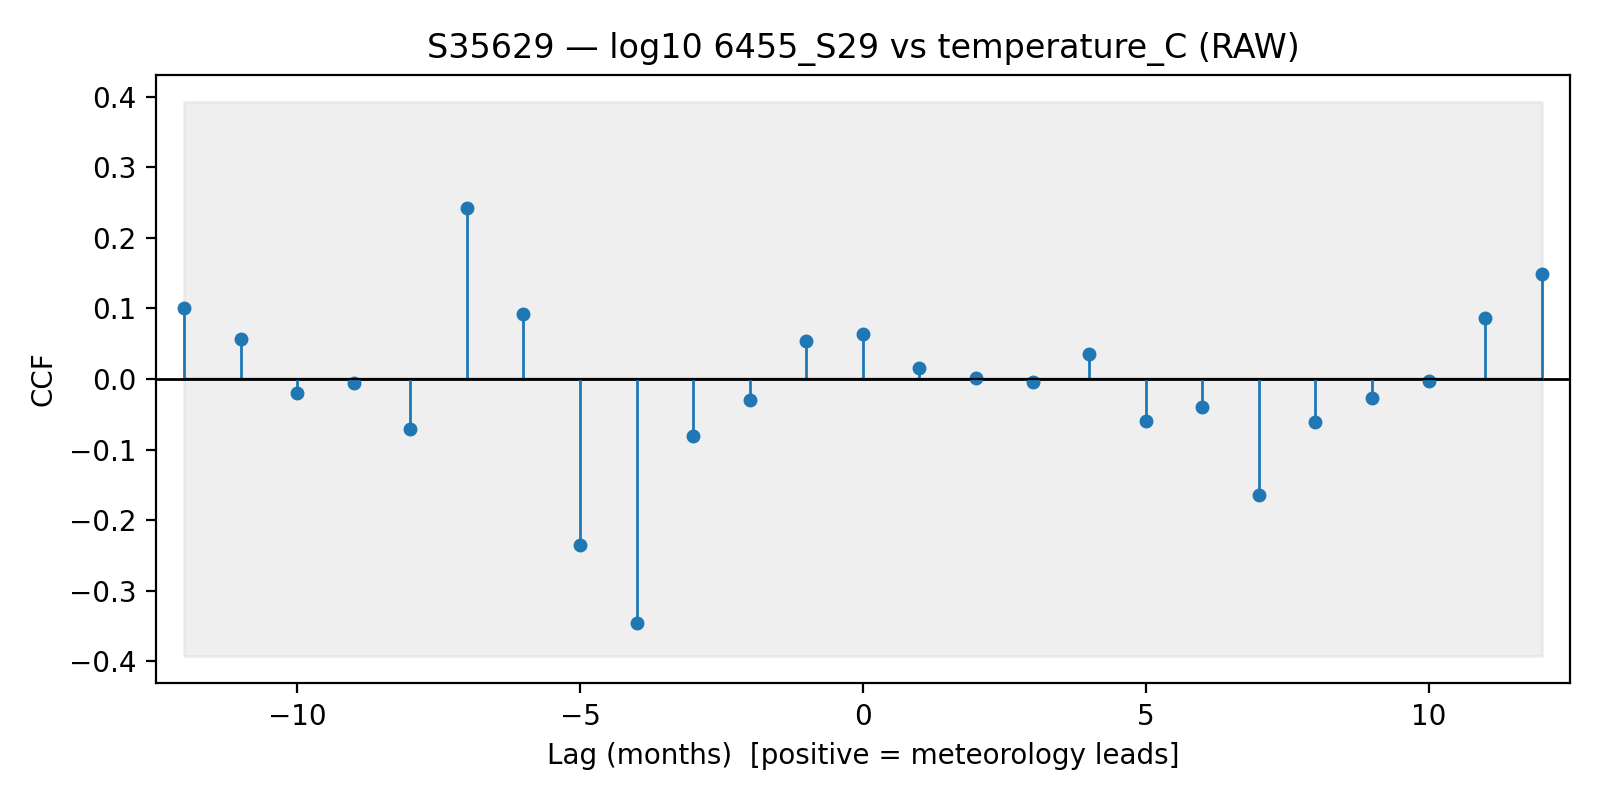 S35629 — log10 6455_S29 vs temperature_C (RAW)
0.4
0.3
0.2
0.1
0.0
−0.1
−0.2
−0.3
−0.4
CCF
−10 −5 0 5 10
Lag (months)  [positive = meteorology leads]